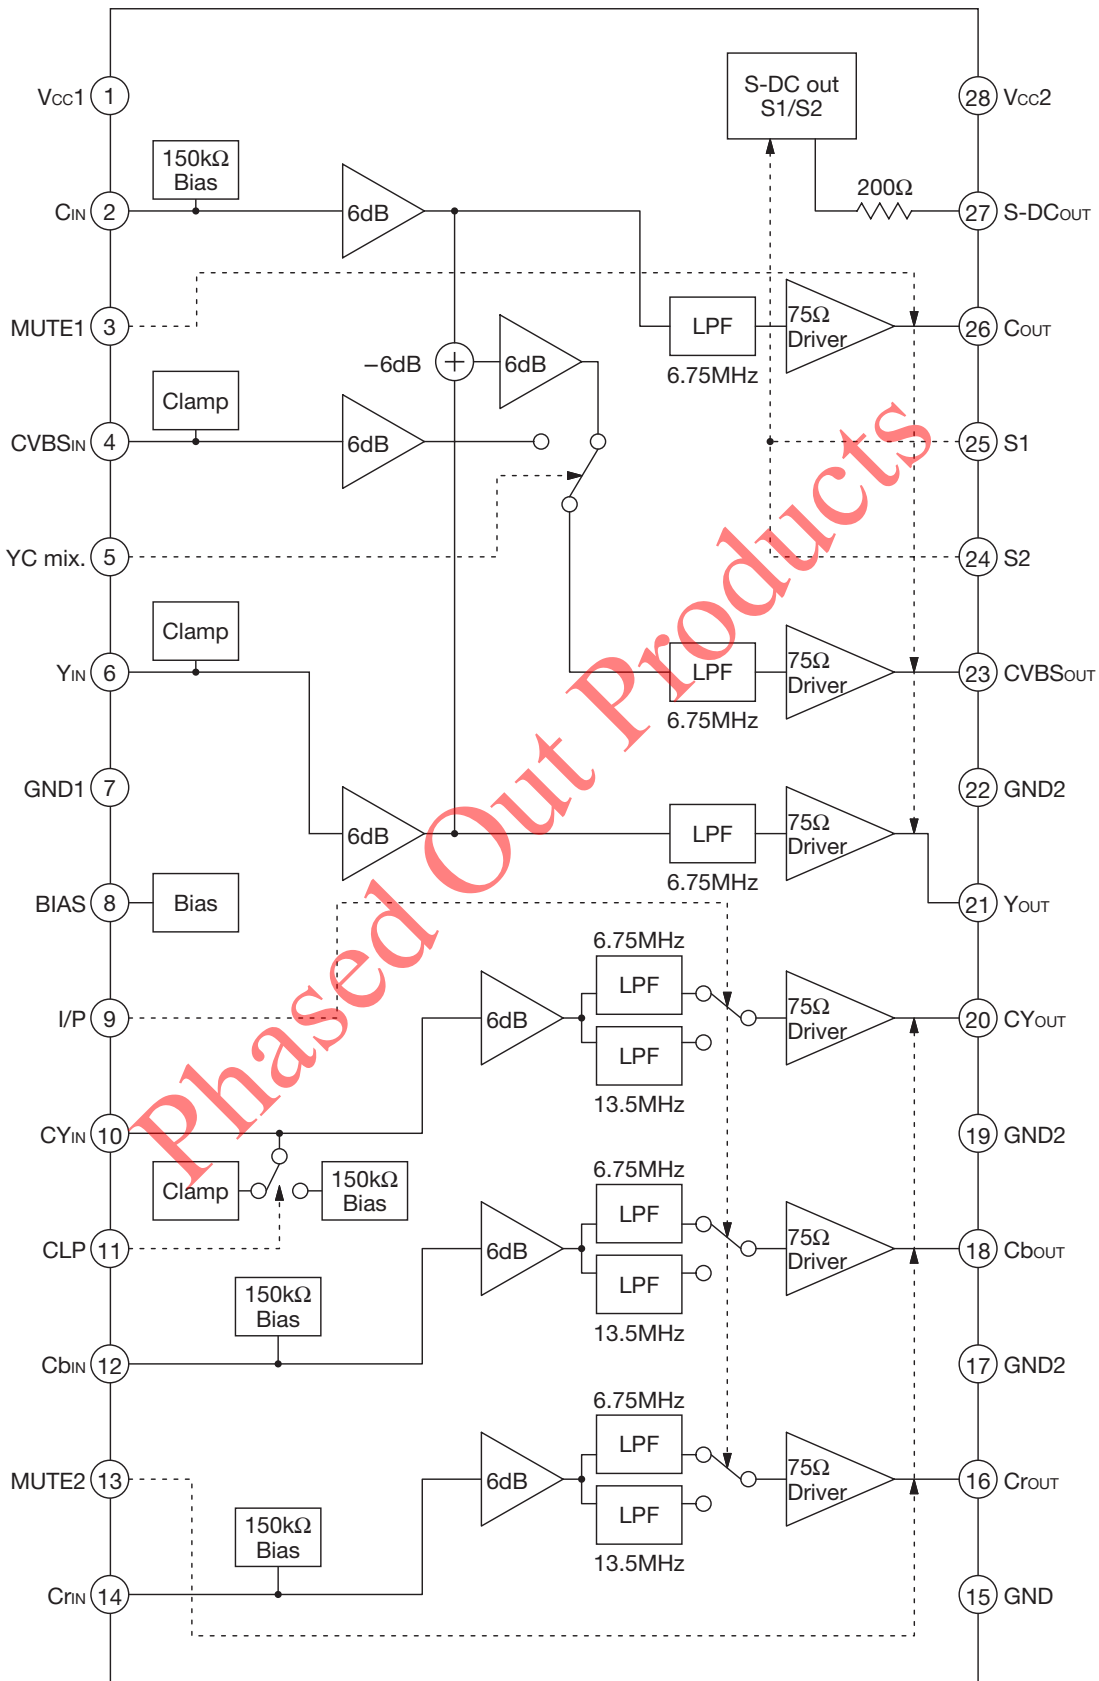 S-DC out
S1/S2
VCC1
1
28
VCC2
150kΩ
Bias
200Ω
CIN
2
6dB
27
S-DCOUT
MUTE1
3
LPF
75Ω
Driver
26
COUT
6.75MHz
−6dB
+
6dB
Clamp
CVBSIN
4
6dB
25
S1
YC mix.
5
24
S2
Clamp
YIN
6
LPF
75Ω
Driver
23
CVBSOUT
6.75MHz
GND1
7
22
GND2
6dB
LPF
75Ω
Driver
6.75MHz
BIAS
8
Bias
21
YOUT
6.75MHz
LPF
I/P
9
6dB
75Ω
Driver
20
CYOUT
LPF
13.5MHz
CYIN
10
19
GND2
Clamp
150kΩ
Bias
6.75MHz
LPF
CLP
11
6dB
75Ω
Driver
18
CbOUT
LPF
13.5MHz
150kΩ
Bias
CbIN
12
17
GND2
6.75MHz
LPF
MUTE2
13
6dB
75Ω
Driver
16
CrOUT
LPF
13.5MHz
150kΩ
Bias
CrIN
14
15
GND
Phased Out Products